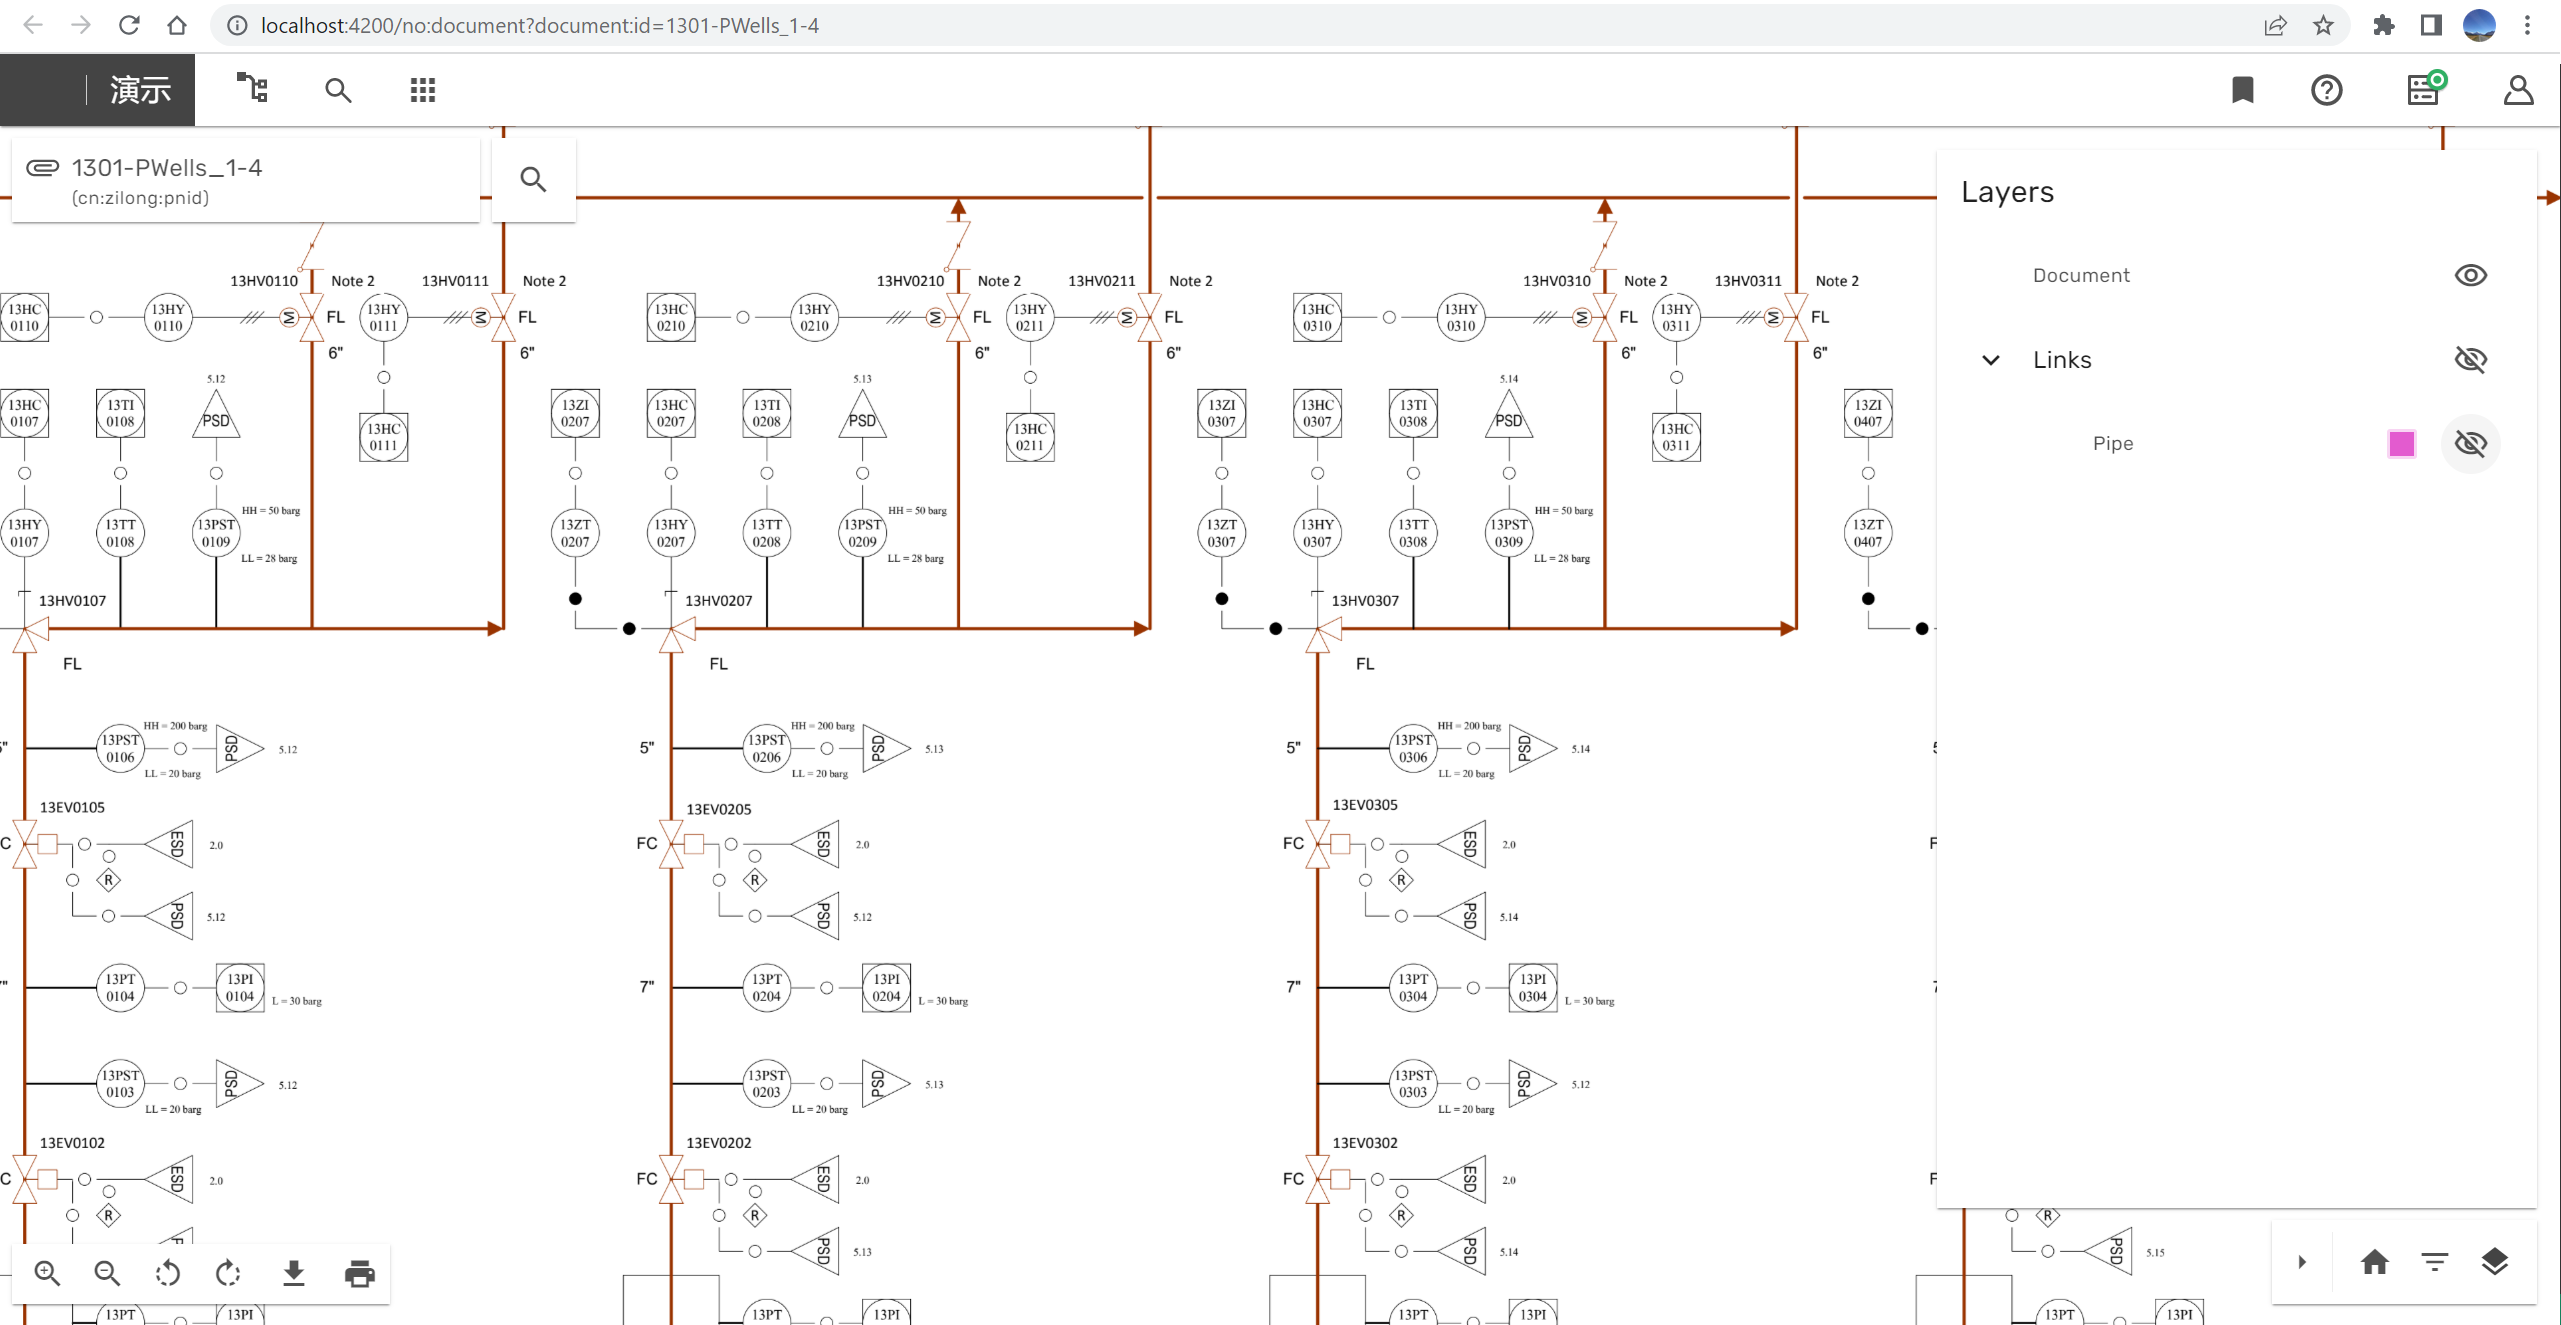 localhost:4200/no:document?document:id=1301-PWells_1-4
演示
1301-PWells_1-4
(cn:zilong:pnid)
Layers
Document
Links
Pipe
13HV0110 Note 2 13HV0111 Note 2 13HV0210 Note 2 13HV0211 Note 2 13HV0310 Note 2 13HV0311 Note 2
13HC 13HY 13HY 13HC 13HY 13HY 13HC 13HY 13HY
M FL M FL M FL M FL M FL M FL
0110 0110 0111 0210 0210 0211 0310 0310 0311
6" 6" 6" 6" 6" 6"
5.12 5.13 5.14
13HC 13TI 13ZI 13HC 13TI 13ZI 13HC 13TI 13ZI
0107 0108 PSD 0207 0207 0208 PSD 0307 0307 0308 PSD 0407
13HC 13HC 13HC
0111 0211 0311
HH = 50 barg HH = 50 barg HH = 50 barg
13HY 13TT 13PST 13ZT 13HY 13TT 13PST 13ZT 13HY 13TT 13PST 13ZT
0107 0108 0109 0207 0207 0208 0209 0307 0307 0308 0309 0407
LL = 28 barg LL = 28 barg LL = 28 barg
13HV0107 13HV0207 13HV0307
FL FL FL
HH = 200 barg HH = 200 barg HH = 200 barg
13PST 13PST 13PST
5" PSD 5.12 5" PSD 5.13 5" PSD 5.14
0106 0206 0306
LL = 20 barg LL = 20 barg LL = 20 barg
13EV0105 13EV0205 13EV0305
C ESD 2.0 FC ESD 2.0 FC ESD 2.0
R R R
PSD 5.12 PSD 5.12 PSD 5.14
13PT 13PI 7" 13PT 13PI 7" 13PT 13PI
0104 0104 L = 30 barg 0204 0204 L = 30 barg 0304 0304 L = 30 barg
13PST 13PST 13PST
PSD 5.12 PSD 5.13 PSD 5.12
0103 0203 0303
LL = 20 barg LL = 20 barg LL = 20 barg
13EV0102 13EV0202 13EV0302
C ESD 2.0 FC ESD 2.0 FC ESD 2.0
R R R R
PSD 5.13 PSD 5.14 PSD 5.15
13PT 13PI 13PT 13PI 13PT 13PI 13PT 13PI